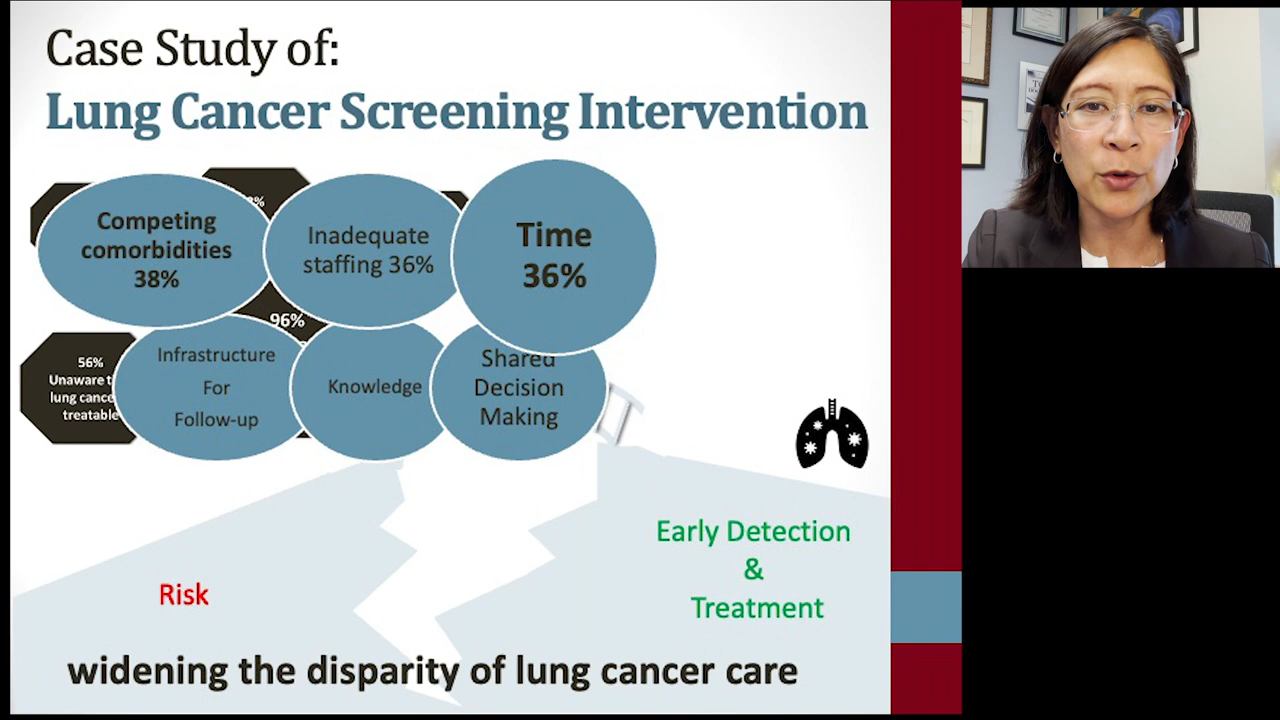 Case Study of:
Lung Cancer Screening Intervention
Competing
comorbidities
38%
Inadequate
staffing 36%
Time
36%
96%
56%
Unaware
lung
treatable
Infrastructure
For
Follow-up
Knowledge
Shared
Decision
Making
Early Detection
&
Treatment
Risk
widening the disparity of lung cancer care